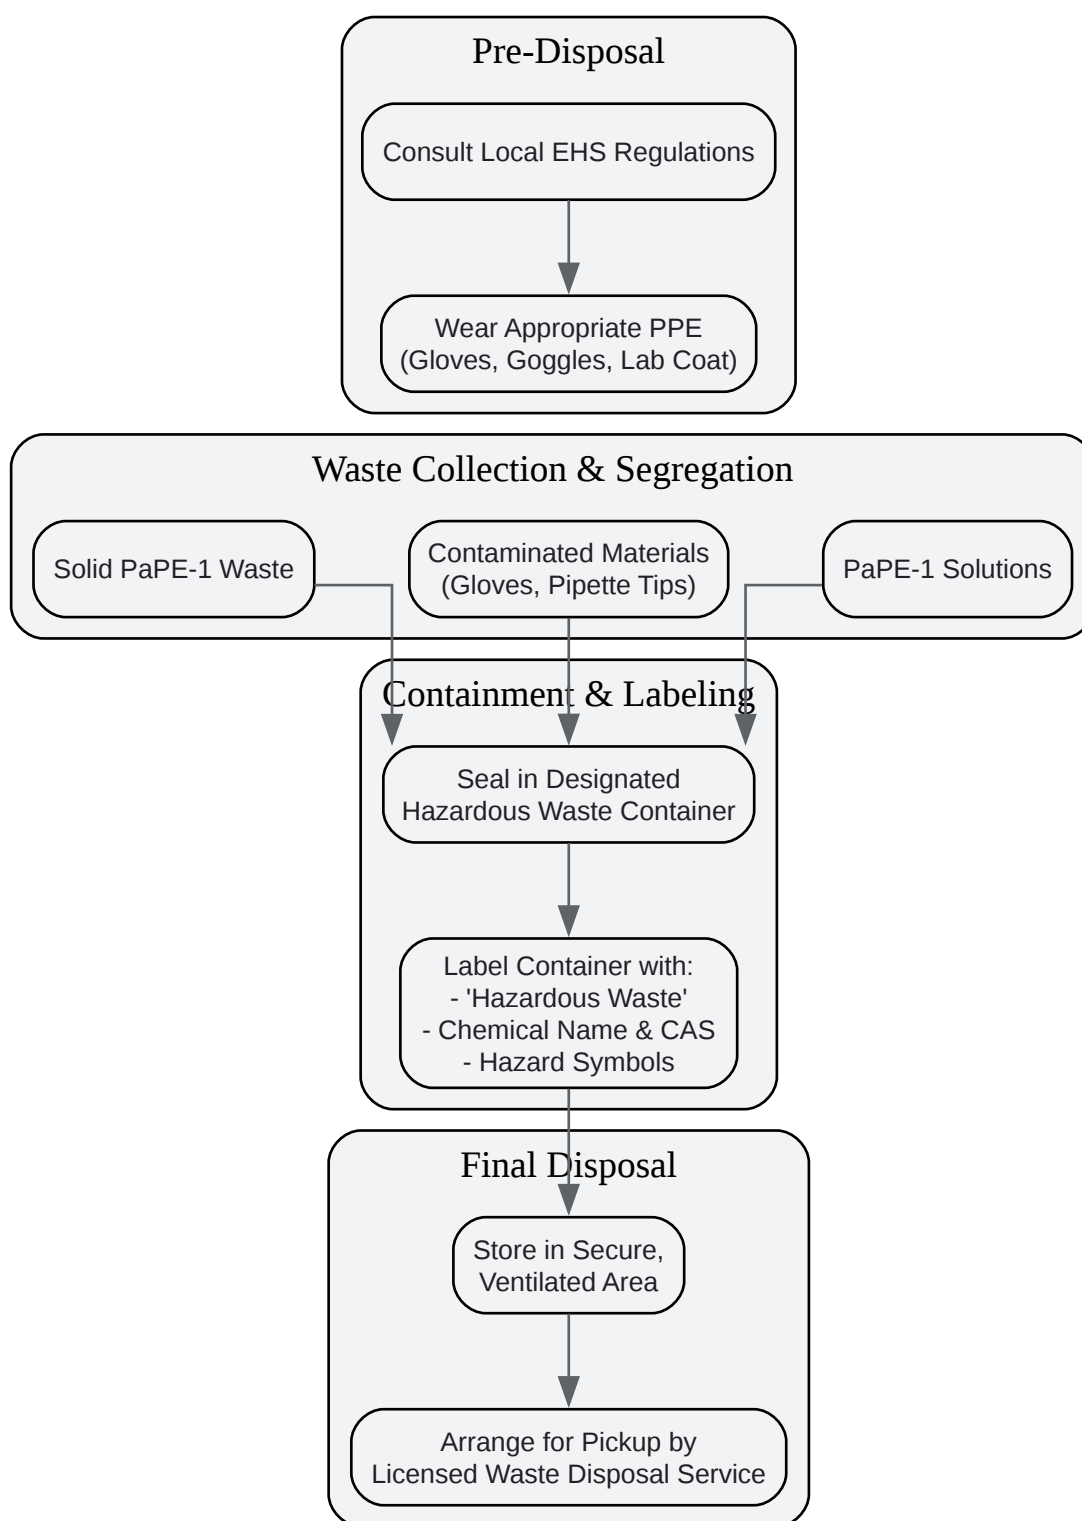 Pre-Disposal
Consult Local EHS Regulations
Wear Appropriate PPE
(Gloves, Goggles, Lab Coat)
Waste Collection & Segregation
Solid PaPE-1 Waste
Contaminated Materials
(Gloves, Pipette Tips)
PaPE-1 Solutions
Containment & Labeling
Seal in Designated
Hazardous Waste Container
Label Container with:
- 'Hazardous Waste'
- Chemical Name & CAS
- Hazard Symbols
Final Disposal
Store in Secure,
Ventilated Area
Arrange for Pickup by
Licensed Waste Disposal Service